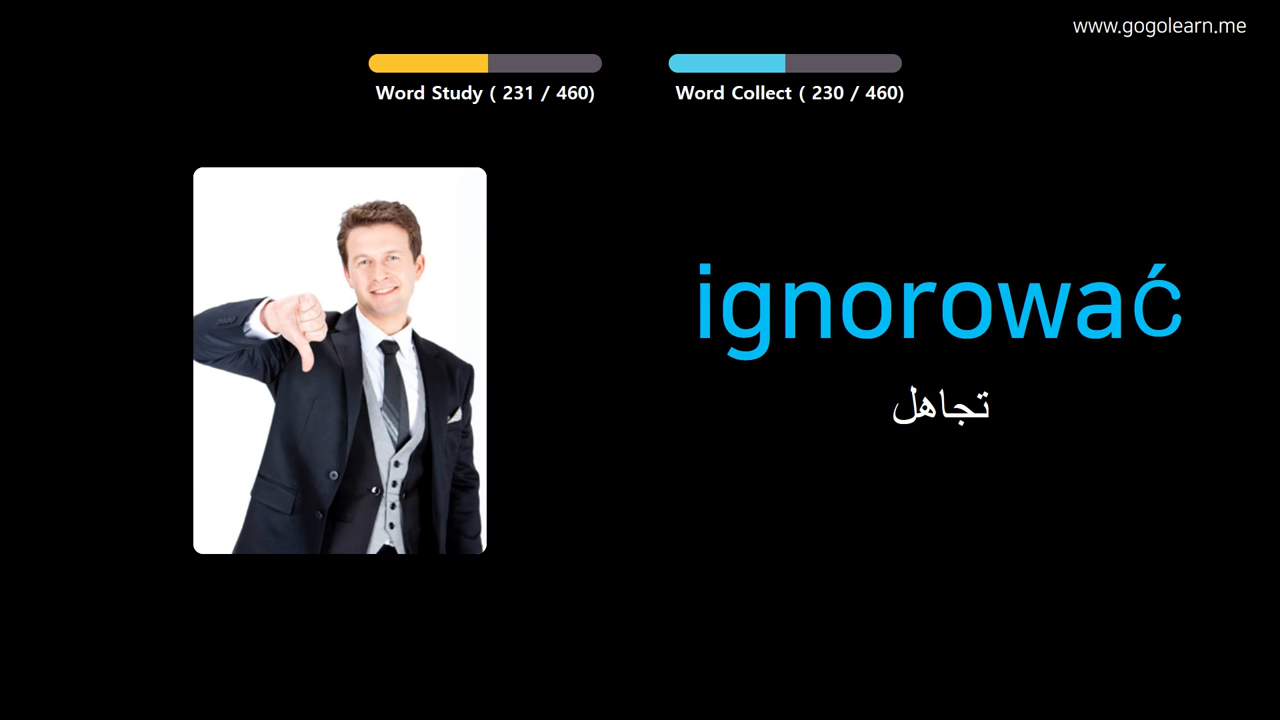 www.gogolearn.me
Word Study ( 231 / 460)
Word Collect ( 230 / 460)
ignorować
تجاهل